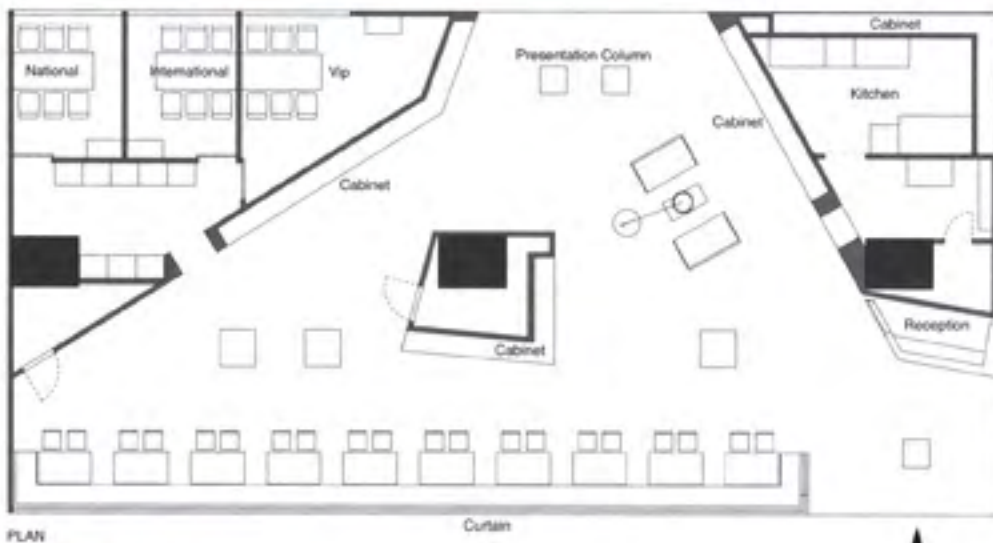 Cabinet
Presentation Column
National
International
Vip
Kitchen
Cabinet
Cabinet
Reception
Cabinet
Curtain
PLAN